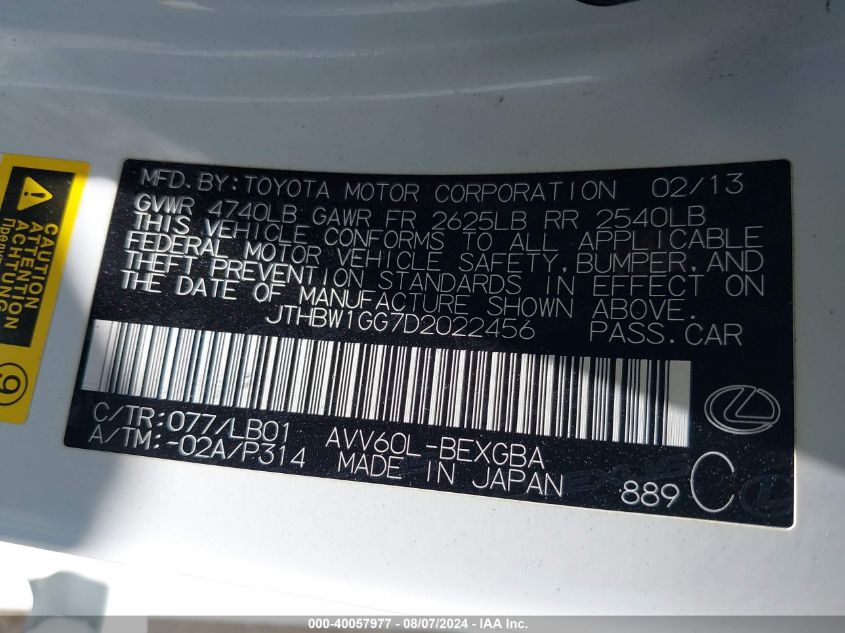 MFD. BY: TOYOTA MOTOR CORPORATION 02/13
GVWR 4740LB GAWR FR 2625LB RR 2540LB
THIS VEHICLE CONFORMS TO ALL APPLICABLE
FEDERAL MOTOR VEHICLE SAFETY, BUMPER, AND
THEFT PREVENTION STANDARDS IN EFFECT ON
THE DATE OF MANUFACTURE SHOWN ABOVE.
JTHBW1GG7D2022456 PASS. CAR
C/TR: 077/LB01 AVV60L-BEXGBA
A/TM: -02A/P314 MADE IN JAPAN
889 C
CAUTION
ATTENTION
ACHTUNG
9
000-40057977 - 08/07/2024 - IAA Inc.